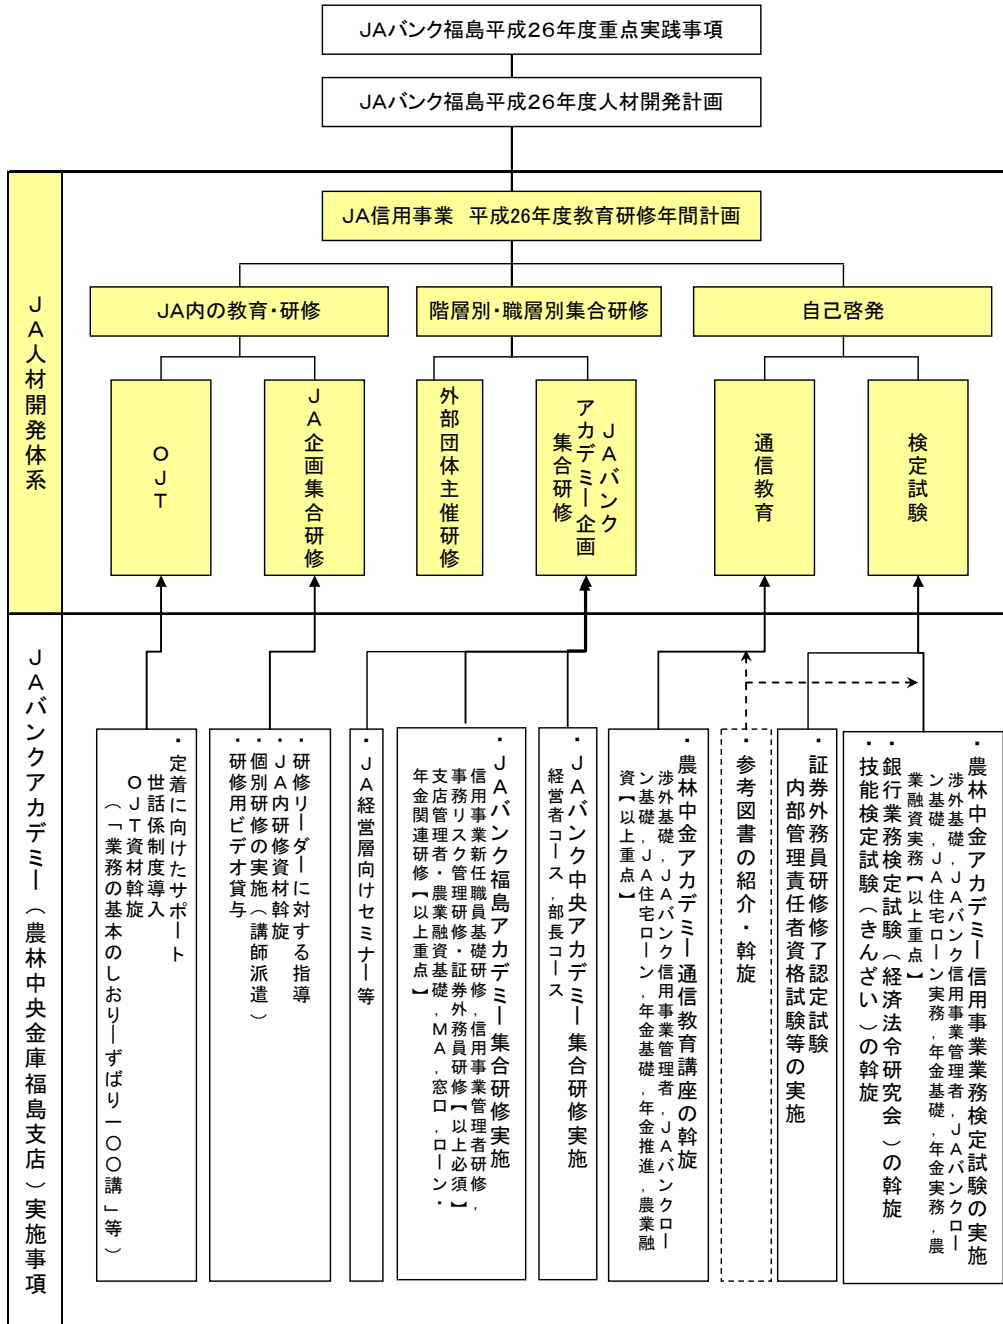 JAバンク福島平成26年度重点実践事項
JAバンク福島平成26年度人材開発計画
JA人材開発体系
JA信用事業 平成26年度教育研修年間計画
JA内の教育・研修
階層別・職層別集合研修
自己啓発
OJT
JA企画集合研修
外部団体主催研修
JAバンク
アカデミー企画
集合研修
通信教育
検定試験
JAバンクアカデミー(農林中央金庫福島支店)実施事項
・定着に向けたサポート
世話係制度導入
OJT資材斡旋
(「業務の基本のしおり―ずばり一〇〇講」等)
・研修リーダーに対する指導
・JA内研修資材斡旋
・個別研修の実施(講師派遣)
・研修用ビデオ貸与
・JA経営層向けセミナー等
・JAバンク福島アカデミー集合研修実施
信用事業新任職員基礎研修,信用事業管理者研修,
事務リスク管理研修・証券外務員研修【以上必須】
支店管理者・農業融資基礎,MA,窓口,ローン・
年金関連研修【以上重点】
・JAバンク中央アカデミー集合研修実施
経営者コース,部長コース
・農林中金アカデミー通信教育講座の斡旋
渉外基礎,JAバンク信用事業管理者,JAバンクロー
ン基礎,JA住宅ローン,年金基礎,年金推進,農業融
資【以上重点】
・参考図書の紹介・斡旋
・証券外務員研修修了認定試験
内部管理責任者資格試験等の実施
・農林中金アカデミー信用事業業務検定試験の実施
渉外基礎,JAバンク信用事業管理者,JAバンクロー
ン基礎,JA住宅ローン実務,年金基礎,年金実務,農
業融資実務【以上重点】
・銀行業務検定試験(経済法令研究会)の斡旋
・技能検定試験(きんざい)の斡旋